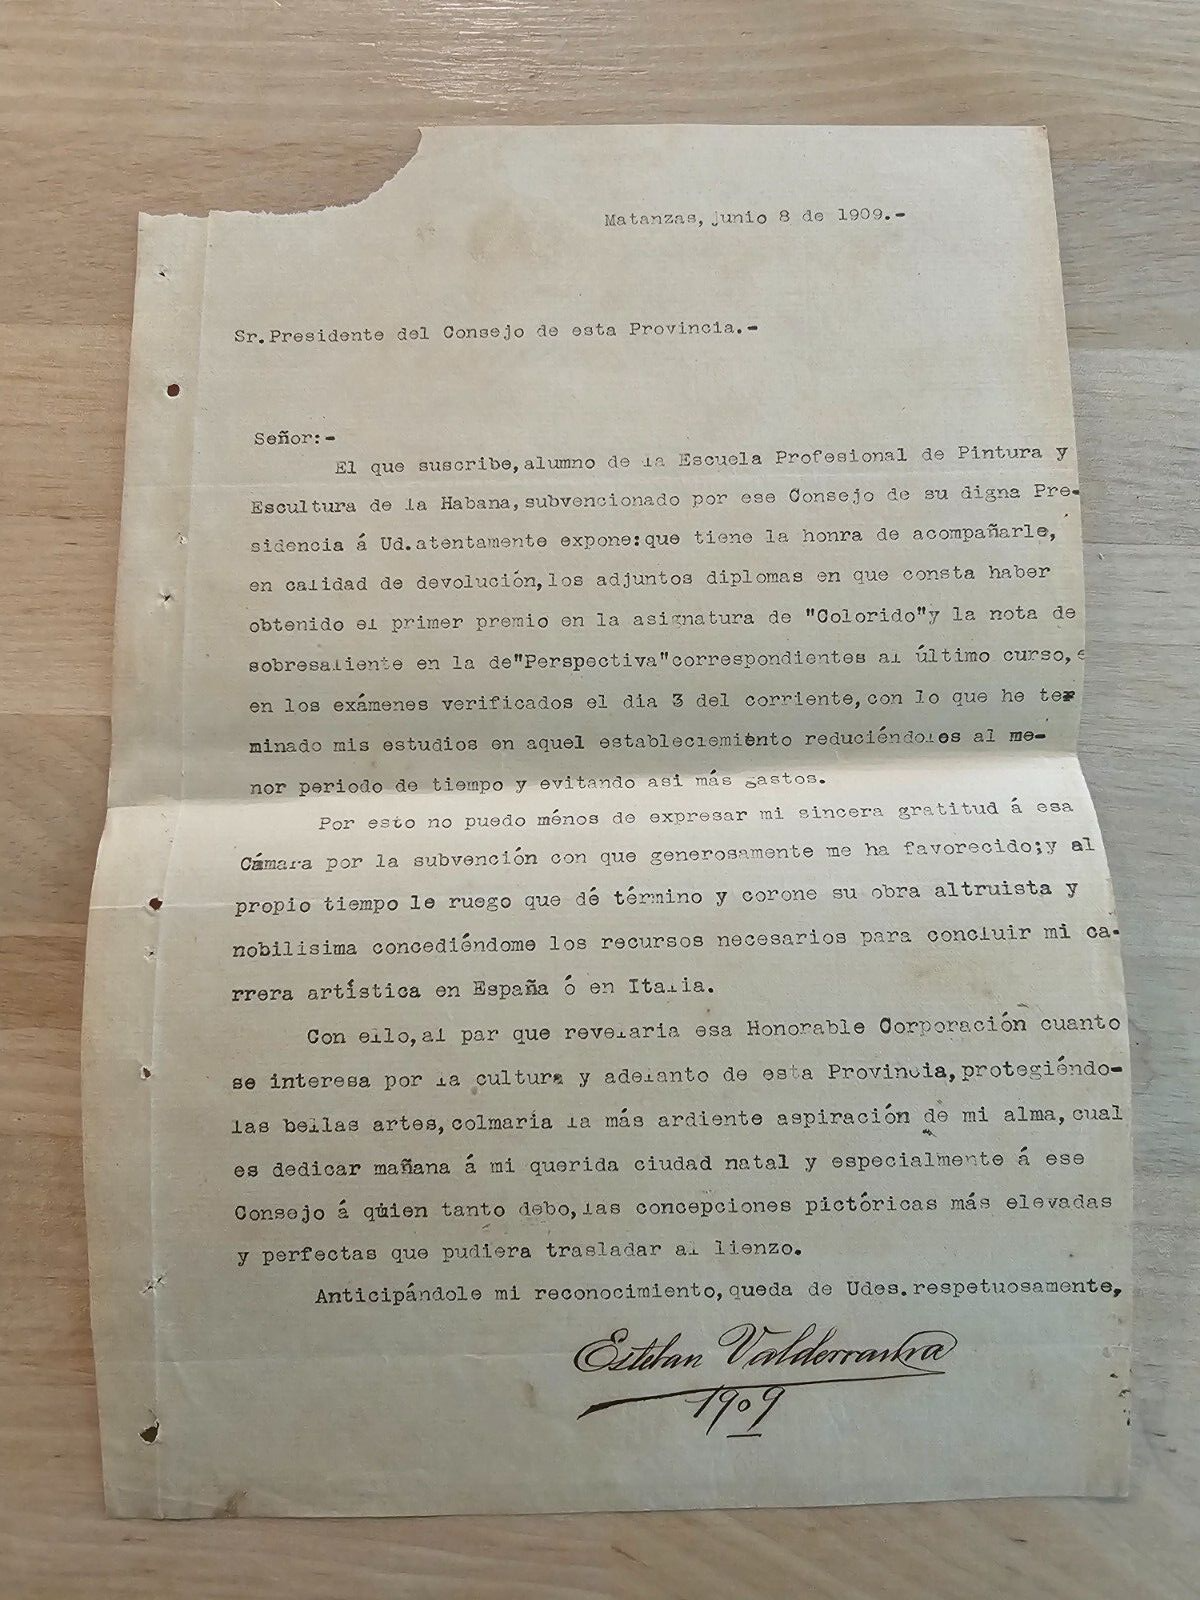 Matanzas, junio 8 de 1909.-
Sr.Presidente del Consejo de esta Provincia.-
Señor:-
El que suscribe,alumno de la Escuela Profesional de Pintura y
Escultura de la Habana,subvencionado por ese Consejo de su digna Pre-
sidencia á Ud.atentamente expone:que tiene la honra de acompañarle,
en calidad de devolución,los adjuntos diplomas en que consta haber
obtenido el primer premio en la asignatura de "Colorido"y la nota de
sobresaliente en la de"Perspectiva"correspondientes al último curso,e
en los exámenes verificados el dia 3 del corriente,con lo que he ter
minado mis estudios en aquel establecimiento reduciéndoles al me-
nor periodo de tiempo y evitando asi más gastos.
Por esto no puedo ménos de expresar mi sincera gratitud á esa
Cámara por la subvención con que generosamente me ha favorecido;y al
propio tiempo le ruego que dé término y corone su obra altruista y
nobilisima concediéndome los recursos necesarios para concluir mi ca-
rrera artística en España ó en Italia.
Con ello,al par que revelaria esa Honorable Corporación cuanto
se interesa por la cultura y adelanto de esta Provincia,protegiéndo-
las bellas artes,colmaría la más ardiente aspiración de mi alma,cual
es dedicar mañana á mi querida ciudad natal y especialmente á ese
Consejo á quien tanto debo,las concepciones pictóricas más elevadas
y perfectas que pudiera trasladar al lienzo.
Anticipándole mi reconocimiento,queda de Udes.respetuosamente,
Esteban Valderrama
1909